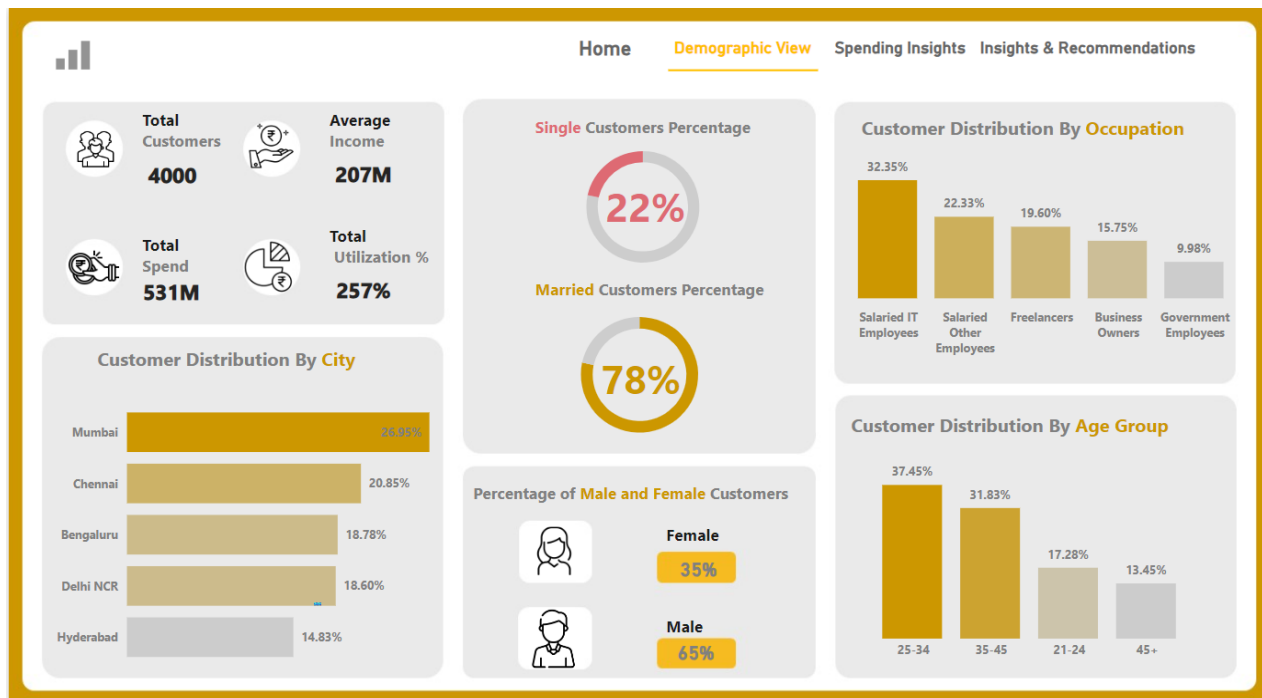 Home
Demographic View
Spending Insights
Insights & Recommendations
Total
Customers
4000
Average
Income
207M
Total
Spend
531M
Total
Utilization %
257%
Customer Distribution By City
Mumbai
26.95%
Chennai
20.85%
Bengaluru
18.78%
Delhi NCR
18.60%
Hyderabad
14.83%
Single Customers Percentage
22%
Married Customers Percentage
78%
Percentage of Male and Female Customers
Female
35%
Male
65%
Customer Distribution By Occupation
32.35%
22.33%
19.60%
15.75%
9.98%
Salaried IT
Employees
Salaried
Other
Employees
Freelancers
Business
Owners
Government
Employees
Customer Distribution By Age Group
37.45%
31.83%
17.28%
13.45%
25-34
35-45
21-24
45+